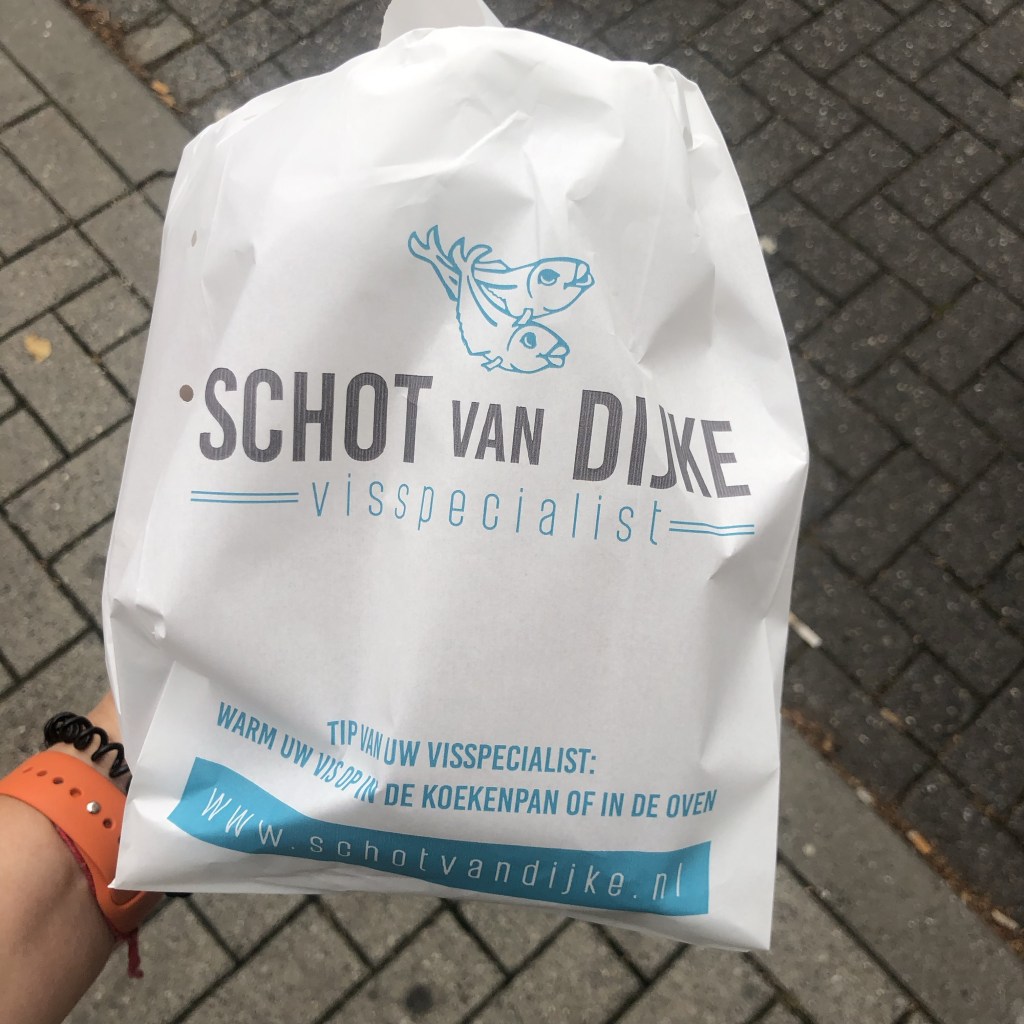 SCHOT VAN DIJKE
visspecialist
TIP VAN UW VISSPECIALIST:
WARM UW VIS OP IN DE KOEKENPAN OF IN DE OVEN
www.schotvandijke.nl